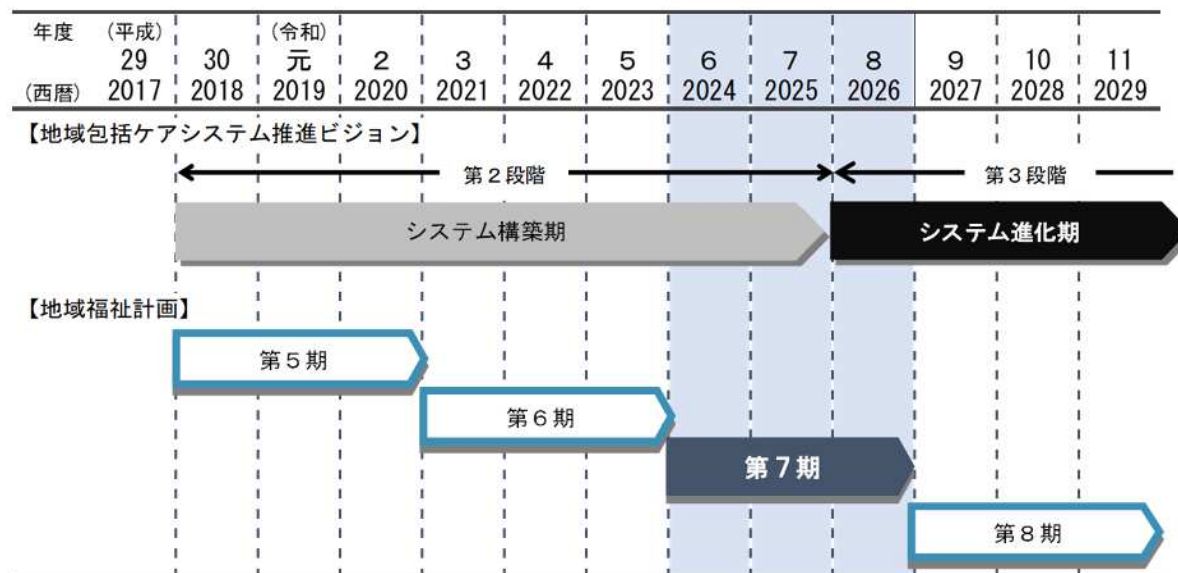 年度 (平成) (令和)
29 30 元 2 3 4 5 6 7 8 9 10 11
(西暦) 2017 2018 2019 2020 2021 2022 2023 2024 2025 2026 2027 2028 2029
【地域包括ケアシステム推進ビジョン】
第2段階 第3段階
システム構築期 システム進化期
【地域福祉計画】
第5期
第6期
第7期
第8期